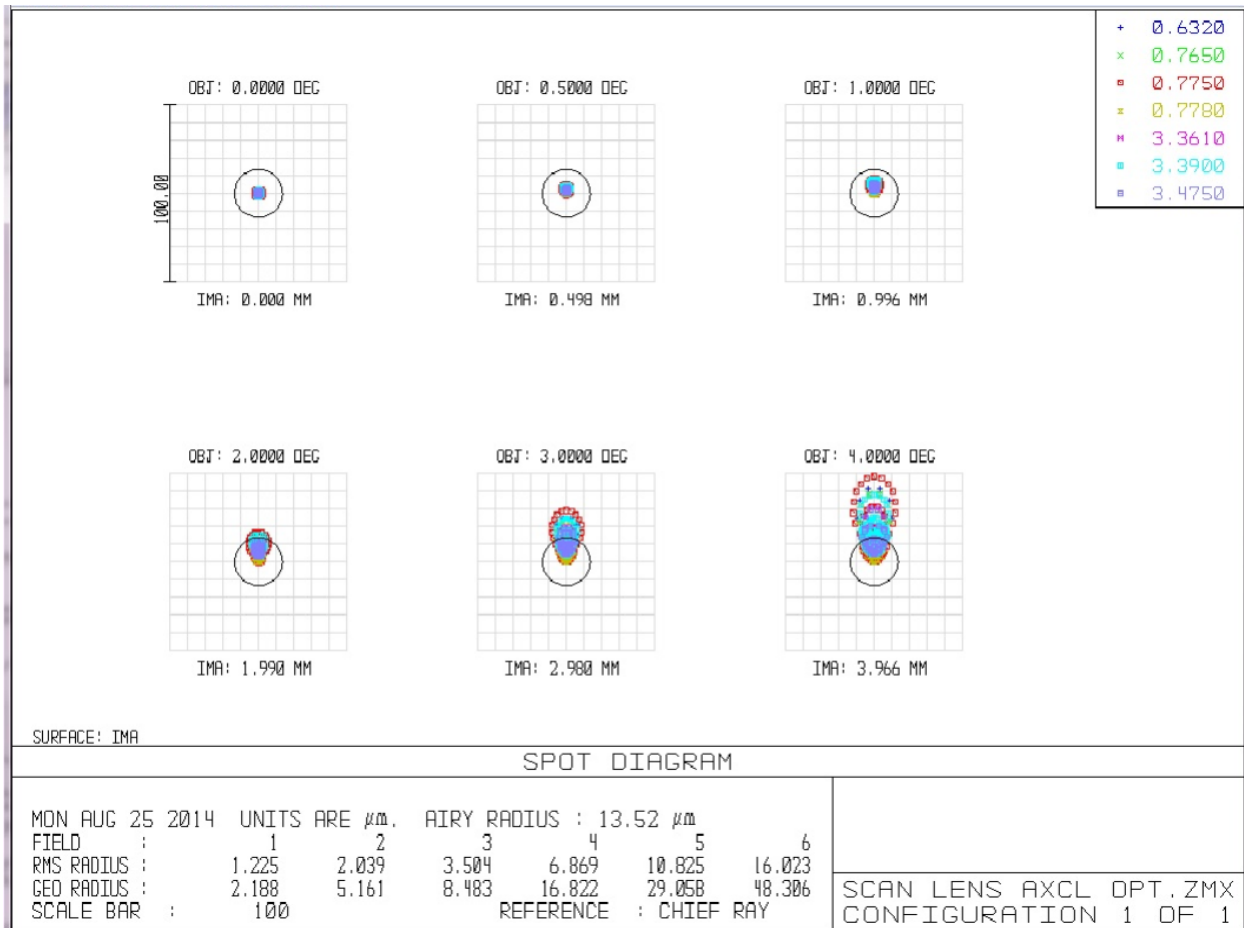 + 0.6320
× 0.7650
0.7750
0.7780
3.3610
3.3900
3.4750
OBJ: 0.0000 DEG
OBJ: 0.5000 DEG
OBJ: 1.0000 DEG
100.00
IMA: 0.000 MM
IMA: 0.498 MM
IMA: 0.996 MM
OBJ: 2.0000 DEG
OBJ: 3.0000 DEG
OBJ: 4.0000 DEG
IMA: 1.990 MM
IMA: 2.980 MM
IMA: 3.966 MM
SURFACE: IMA
SPOT DIAGRAM
MON AUG 25 2014 UNITS ARE µm. AIRY RADIUS : 13.52 µm
FIELD : 1 2 3 4 5 6
RMS RADIUS : 1.225 2.039 3.504 6.869 10.825 16.023
GEO RADIUS : 2.188 5.161 8.483 16.822 29.058 48.306
SCALE BAR : 100 REFERENCE : CHIEF RAY
SCAN LENS AXCL OPT.ZMX
CONFIGURATION 1 OF 1